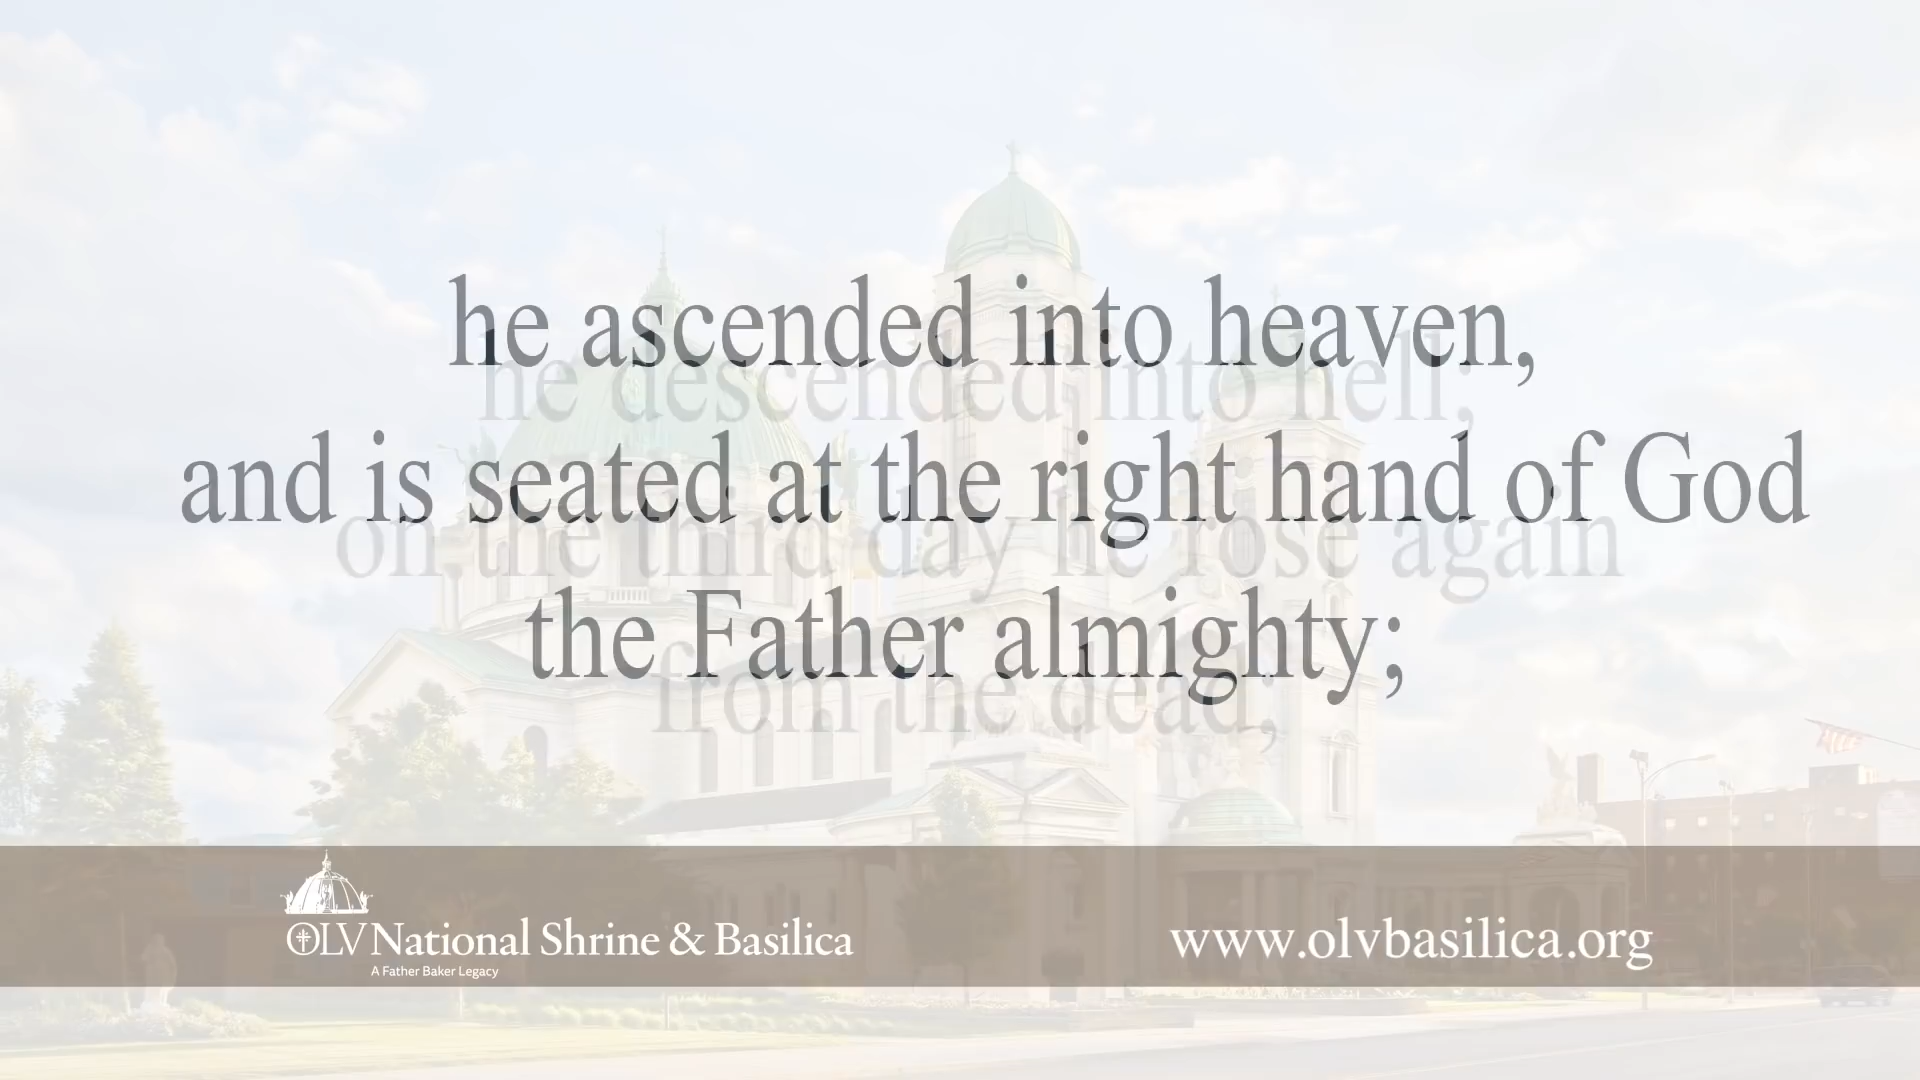 he ascended into heaven,
he descended into hell;
and is seated at the right hand of God
on the third day he rose again
the Father almighty;
from the dead,
OLV National Shrine & Basilica
A Father Baker Legacy
www.olvbasilica.org